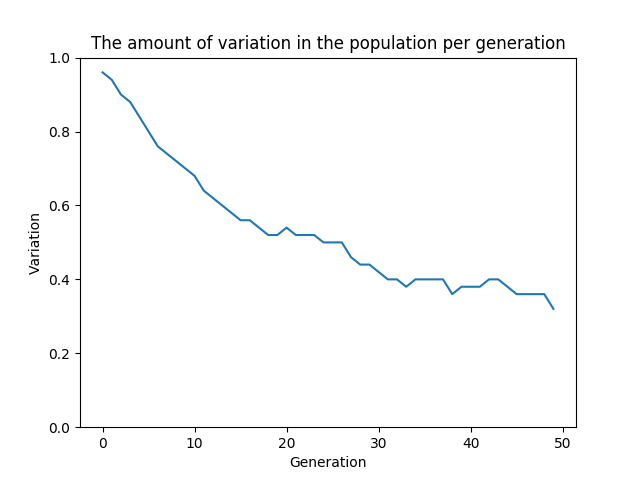 The amount of variation in the population per generation
1.0
0.8
0.6
0.4
0.2
0.0
Variation
0 10 20 30 40 50
Generation